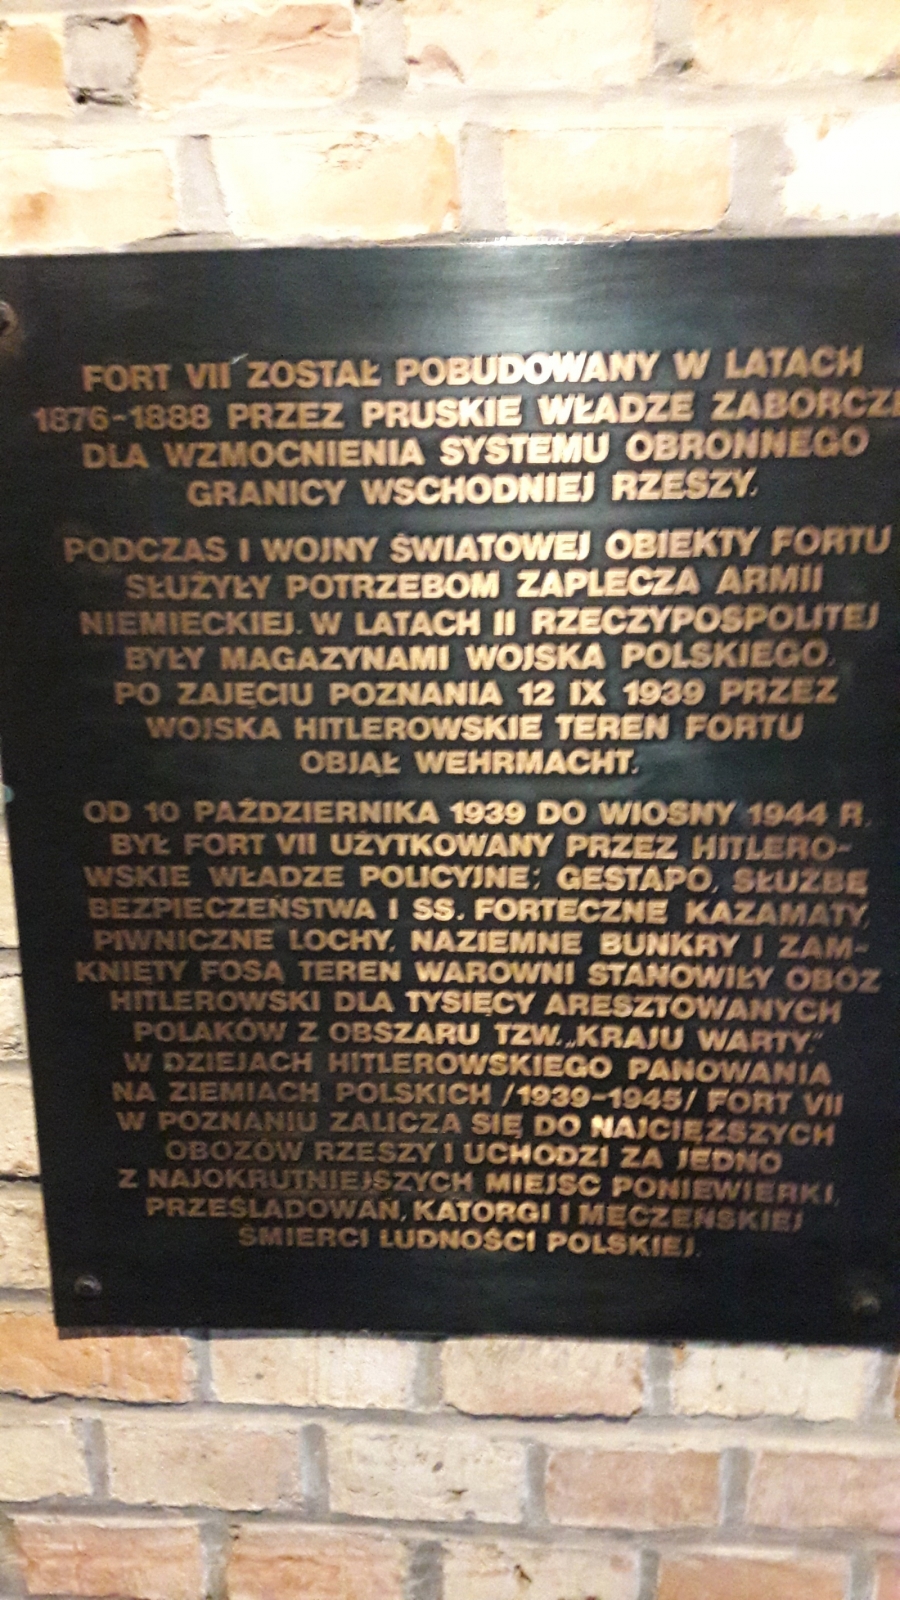 FORT VII ZOSTAŁ POBUDOWANY W LATACH
1876-1888 PRZEZ PRUSKIE WŁADZE ZABORCZE
DLA WZMOCNIENIA SYSTEMU OBRONNEGO
GRANICY WSCHODNIEJ RZESZY.
PODCZAS I WOJNY ŚWIATOWEJ OBIEKTY FORTU
SŁUŻYŁY POTRZEBOM ZAPLECZA ARMII
NIEMIECKIEJ. W LATACH II RZECZYPOSPOLITEJ
BYŁY MAGAZYNAMI WOJSKA POLSKIEGO.
PO ZAJĘCIU POZNANIA 12 IX 1939 PRZEZ
WOJSKA HITLEROWSKIE TEREN FORTU
OBJĄŁ WEHRMACHT.
OD 10 PAŹDZIERNIKA 1939 DO WIOSNY 1944 R.
BYŁ FORT VII UŻYTKOWANY PRZEZ HITLERO-
WSKIE WŁADZE POLICYJNE: GESTAPO, SŁUŻBĘ
BEZPIECZEŃSTWA I SS. FORTECZNE KAZAMATY,
PIWNICZNE LOCHY, NAZIEMNE BUNKRY I ZAM-
KNIĘTY FOSĄ TEREN WAROWNI STANOWIŁY OBÓZ
HITLEROWSKI DLA TYSIĘCY ARESZTOWANYCH
POLAKÓW Z OBSZARU TZW. „KRAJU WARTY."
W DZIEJACH HITLEROWSKIEGO PANOWANIA
NA ZIEMIACH POLSKICH /1939-1945/ FORT VII
W POZNANIU ZALICZA SIĘ DO NAJCIĘŻSZYCH
OBOZÓW RZESZY I UCHODZI ZA JEDNO
Z NAJOKRUTNIEJSZYCH MIEJSC PONIEWIERKI,
PRZEŚLADOWAŃ, KATORGI I MĘCZEŃSKIEJ
ŚMIERCI LUDNOŚCI POLSKIEJ.